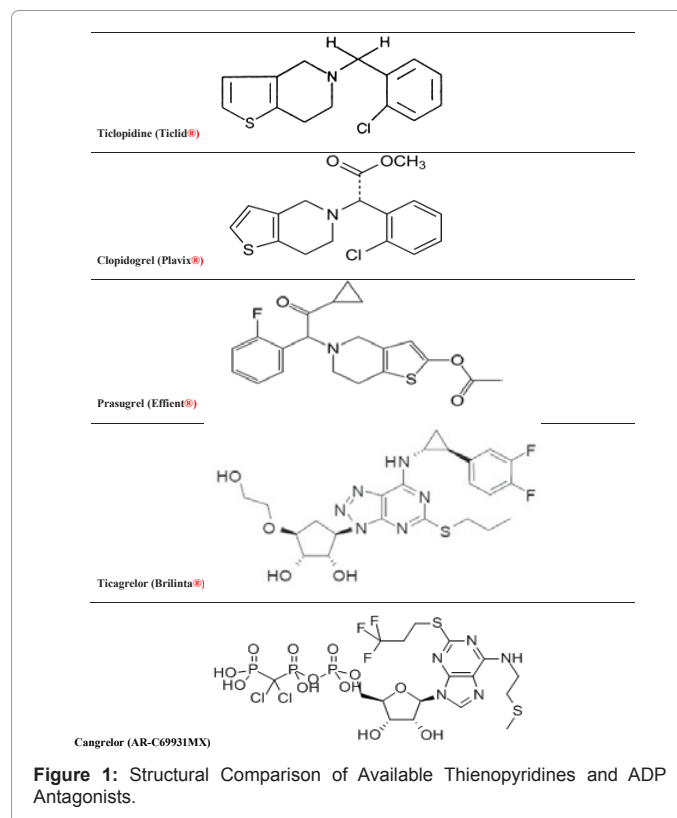 H H
N
S
Cl
Ticlopidine (Ticlid®)
O OCH3
N
S
Cl
Clopidogrel (Plavix®)
O
F
N
S
O
O
Prasugrel (Effient®)
HN
F
F
HO
N
N
N
N
N
S
O
HO OH
Ticagrelor (Brilinta®)
S
F
F
F
N
N
NH
O O O
HO P P O P O
HO OH OH
Cl Cl
O
N
N
S
HO OH
Cangrelor (AR-C69931MX)
Figure 1: Structural Comparison of Available Thienopyridines and ADP
Antagonists.